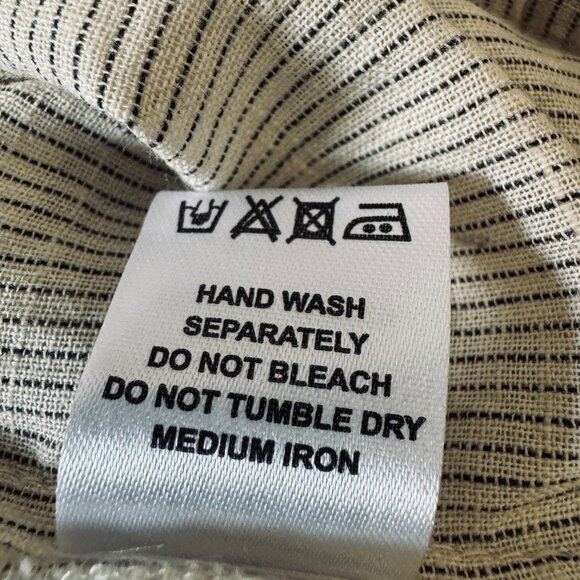 HAND WASH
SEPARATELY
DO NOT BLEACH
DO NOT TUMBLE DRY
MEDIUM IRON